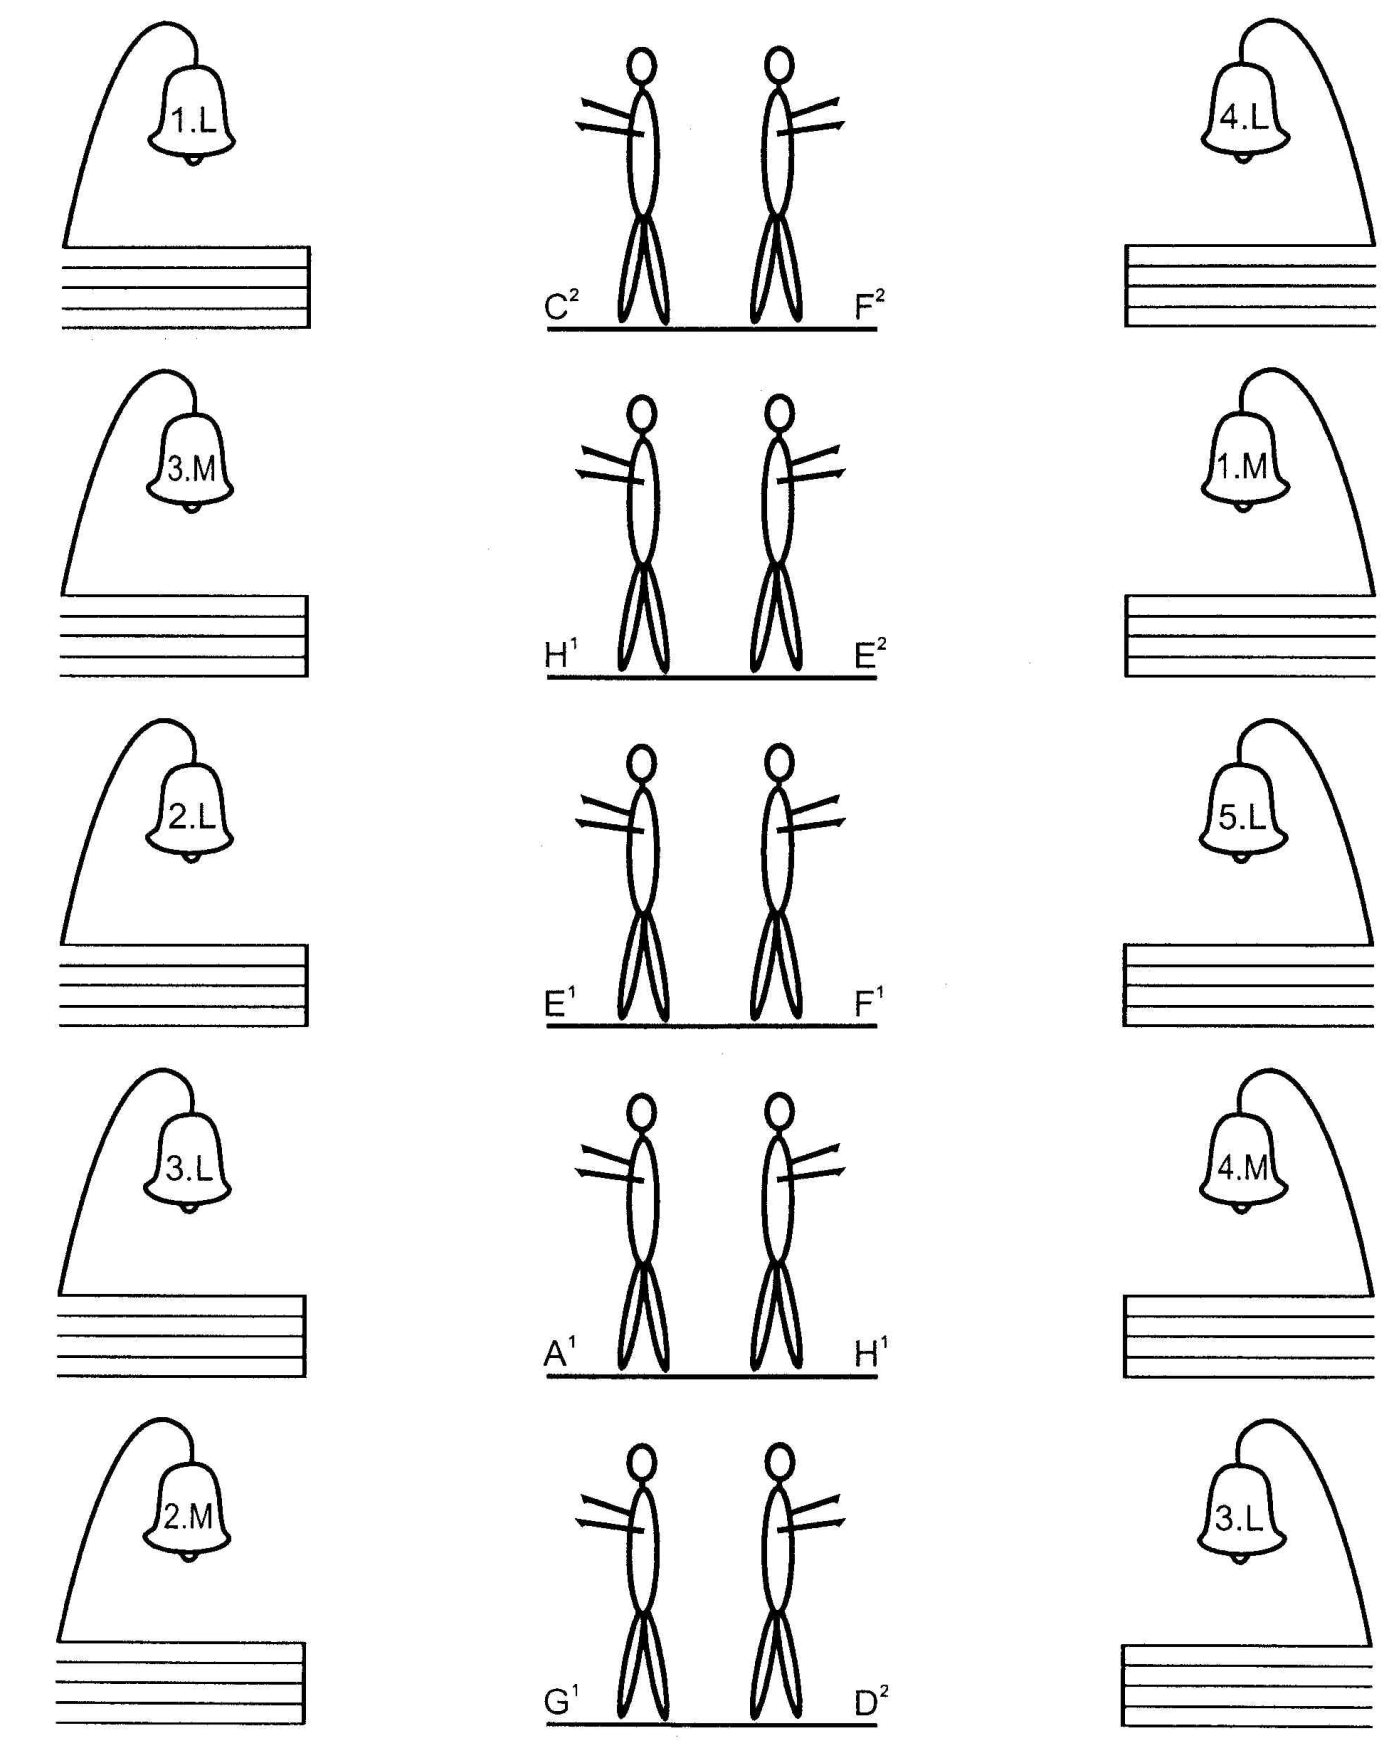 1.L 4.L
C² F²
3.M 1.M
H¹ E²
2.L 5.L
E¹ F¹
3.L 4.M
A¹ H¹
2.M 3.L
G¹ D²